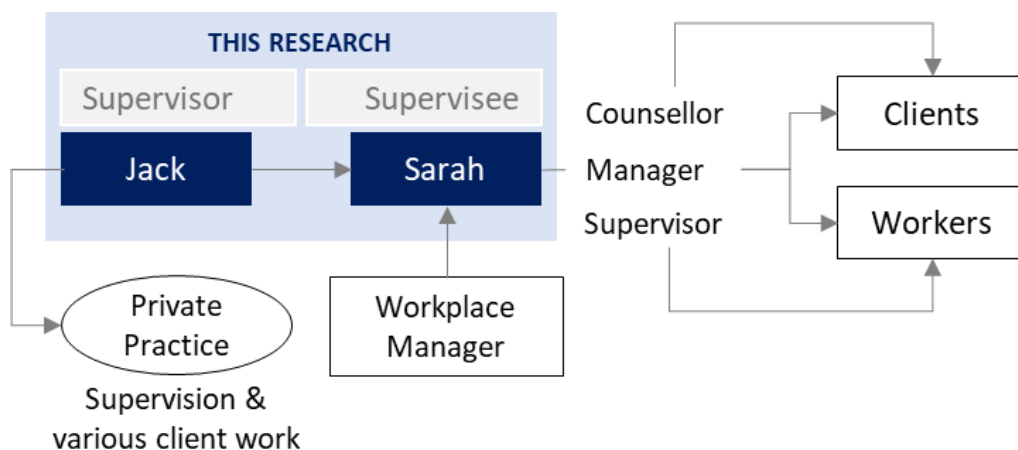 THIS RESEARCH
Supervisor
Supervisee
Jack
Sarah
Counsellor
Manager
Supervisor
Clients
Workers
Private
Practice
Workplace
Manager
Supervision &
various client work